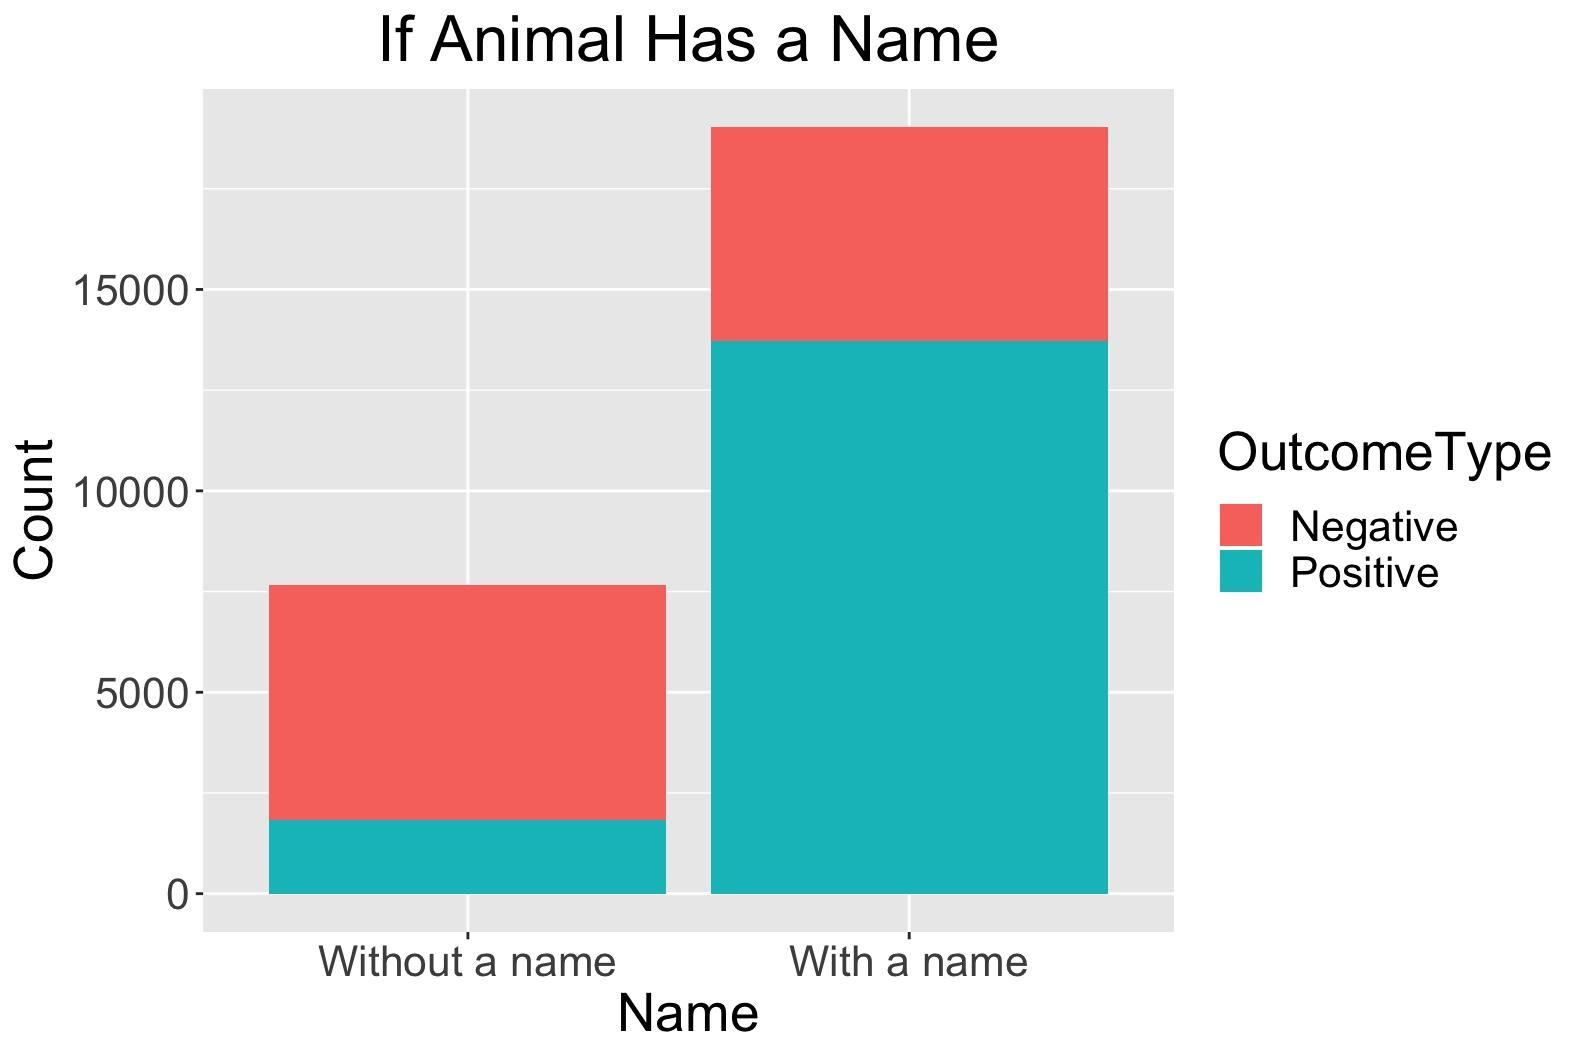 If Animal Has a Name
Count
15000
10000
5000
0
Without a name
With a name
Name
OutcomeType
Negative
Positive